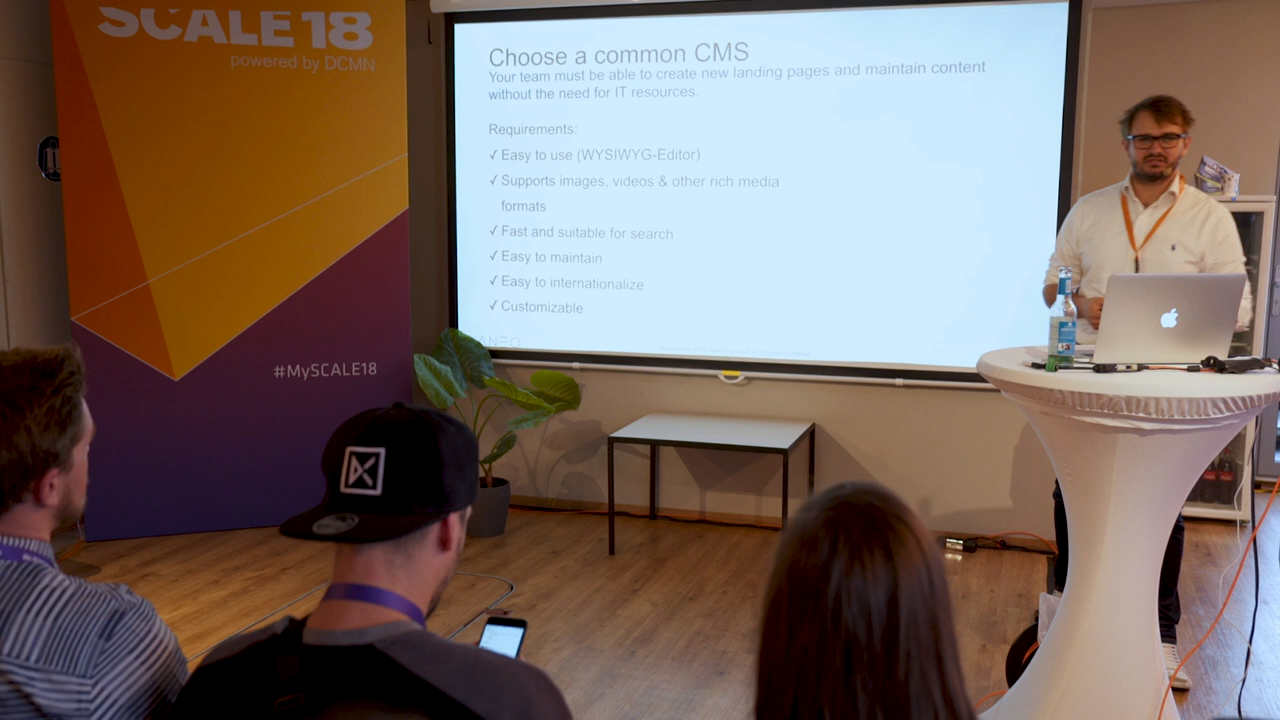 SCALE 18
powered by DCMN
#MySCALE18
Choose a common CMS
Your team must be able to create new landing pages and maintain content
without the need for IT resources.
Requirements:
✓ Easy to use (WYSIWYG-Editor)
✓ Supports images, videos & other rich media
formats
✓ Fast and suitable for search
✓ Easy to maintain
✓ Easy to internationalize
✓ Customizable